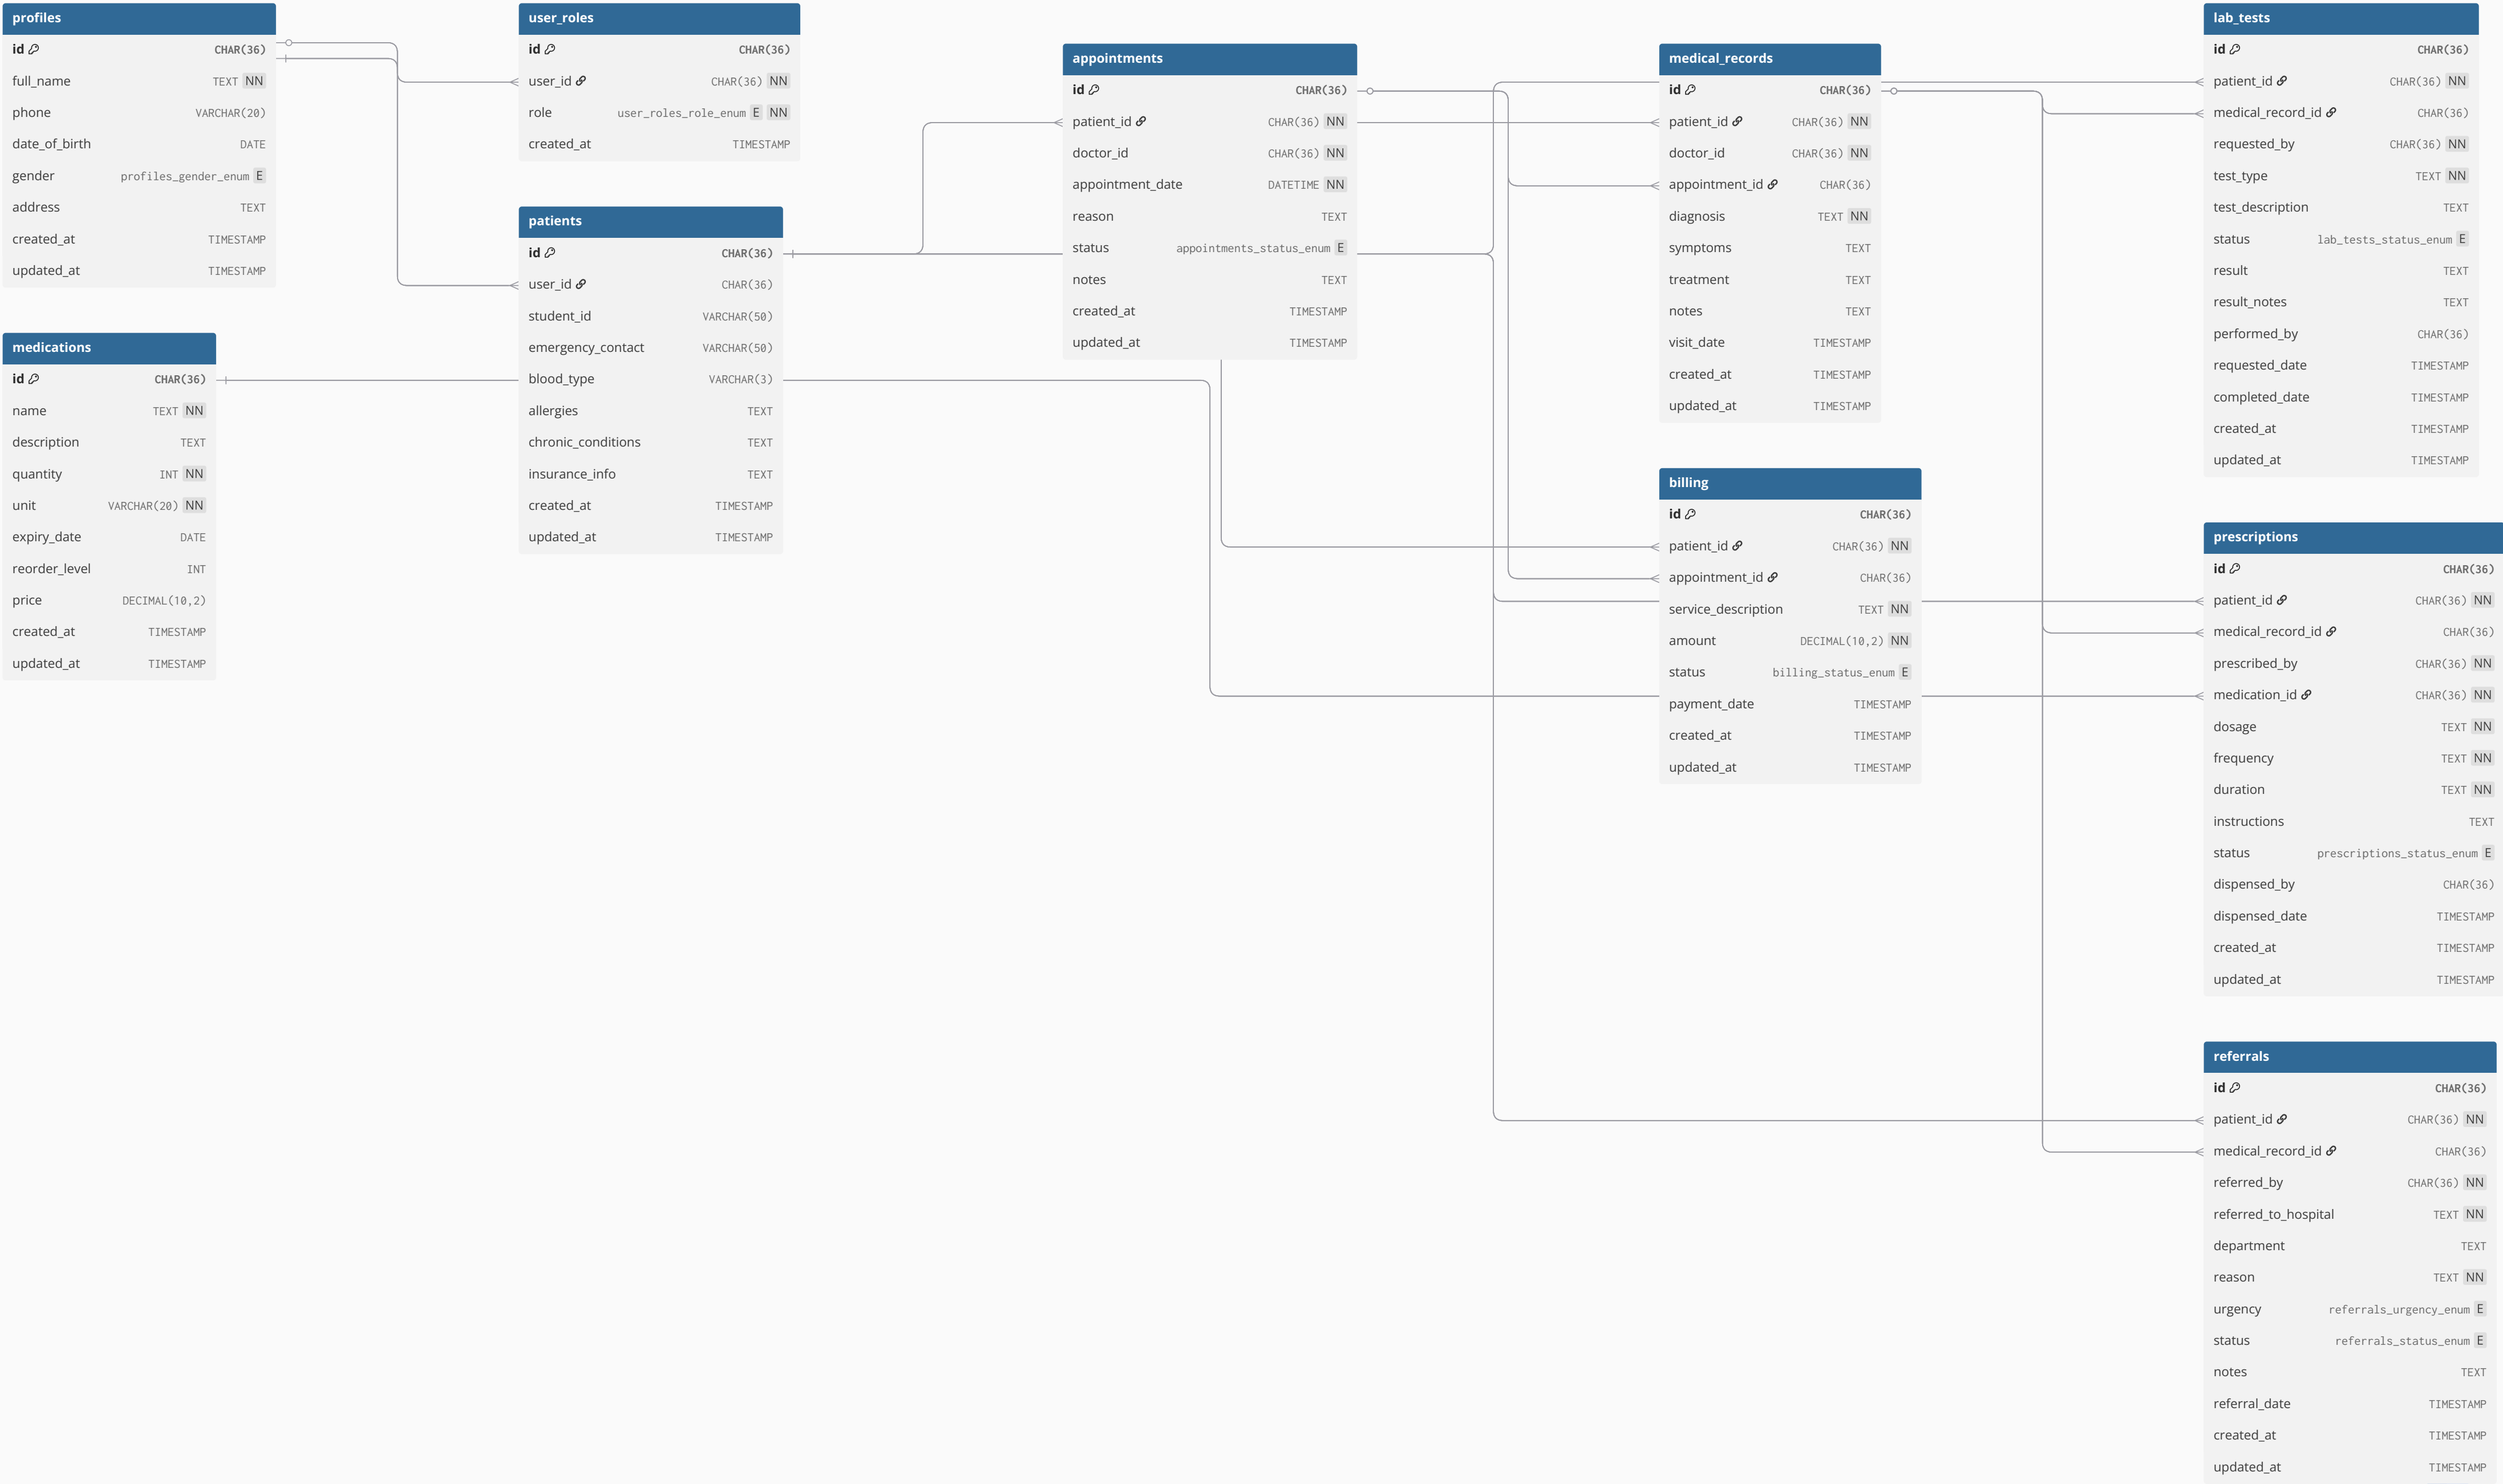 profiles
id CHAR(36)
full_name TEXT NN
phone VARCHAR(20)
date_of_birth DATE
gender profiles_gender_enum E
address TEXT
created_at TIMESTAMP
updated_at TIMESTAMP
medications
id CHAR(36)
name TEXT NN
description TEXT
quantity INT NN
unit VARCHAR(20) NN
expiry_date DATE
reorder_level INT
price DECIMAL(10,2)
created_at TIMESTAMP
updated_at TIMESTAMP
user_roles
id CHAR(36)
user_id CHAR(36) NN
role user_roles_role_enum E NN
created_at TIMESTAMP
patients
id CHAR(36)
user_id CHAR(36)
student_id VARCHAR(50)
emergency_contact VARCHAR(50)
blood_type VARCHAR(3)
allergies TEXT
chronic_conditions TEXT
insurance_info TEXT
created_at TIMESTAMP
updated_at TIMESTAMP
appointments
id CHAR(36)
patient_id CHAR(36) NN
doctor_id CHAR(36) NN
appointment_date DATETIME NN
reason TEXT
status appointments_status_enum E
notes TEXT
created_at TIMESTAMP
updated_at TIMESTAMP
medical_records
id CHAR(36)
patient_id CHAR(36) NN
doctor_id CHAR(36) NN
appointment_id CHAR(36)
diagnosis TEXT NN
symptoms TEXT
treatment TEXT
notes TEXT
visit_date TIMESTAMP
created_at TIMESTAMP
updated_at TIMESTAMP
billing
id CHAR(36)
patient_id CHAR(36) NN
appointment_id CHAR(36)
service_description TEXT NN
amount DECIMAL(10,2) NN
status billing_status_enum E
payment_date TIMESTAMP
created_at TIMESTAMP
updated_at TIMESTAMP
lab_tests
id CHAR(36)
patient_id CHAR(36) NN
medical_record_id CHAR(36)
requested_by CHAR(36) NN
test_type TEXT NN
test_description TEXT
status lab_tests_status_enum E
result TEXT
result_notes TEXT
performed_by CHAR(36)
requested_date TIMESTAMP
completed_date TIMESTAMP
created_at TIMESTAMP
updated_at TIMESTAMP
prescriptions
id CHAR(36)
patient_id CHAR(36) NN
medical_record_id CHAR(36)
prescribed_by CHAR(36) NN
medication_id CHAR(36) NN
dosage TEXT NN
frequency TEXT NN
duration TEXT NN
instructions TEXT
status prescriptions_status_enum E
dispensed_by CHAR(36)
dispensed_date TIMESTAMP
created_at TIMESTAMP
updated_at TIMESTAMP
referrals
id CHAR(36)
patient_id CHAR(36) NN
medical_record_id CHAR(36)
referred_by CHAR(36) NN
referred_to_hospital TEXT NN
department TEXT
reason TEXT NN
urgency referrals_urgency_enum E
status referrals_status_enum E
notes TEXT
referral_date TIMESTAMP
created_at TIMESTAMP
updated_at TIMESTAMP